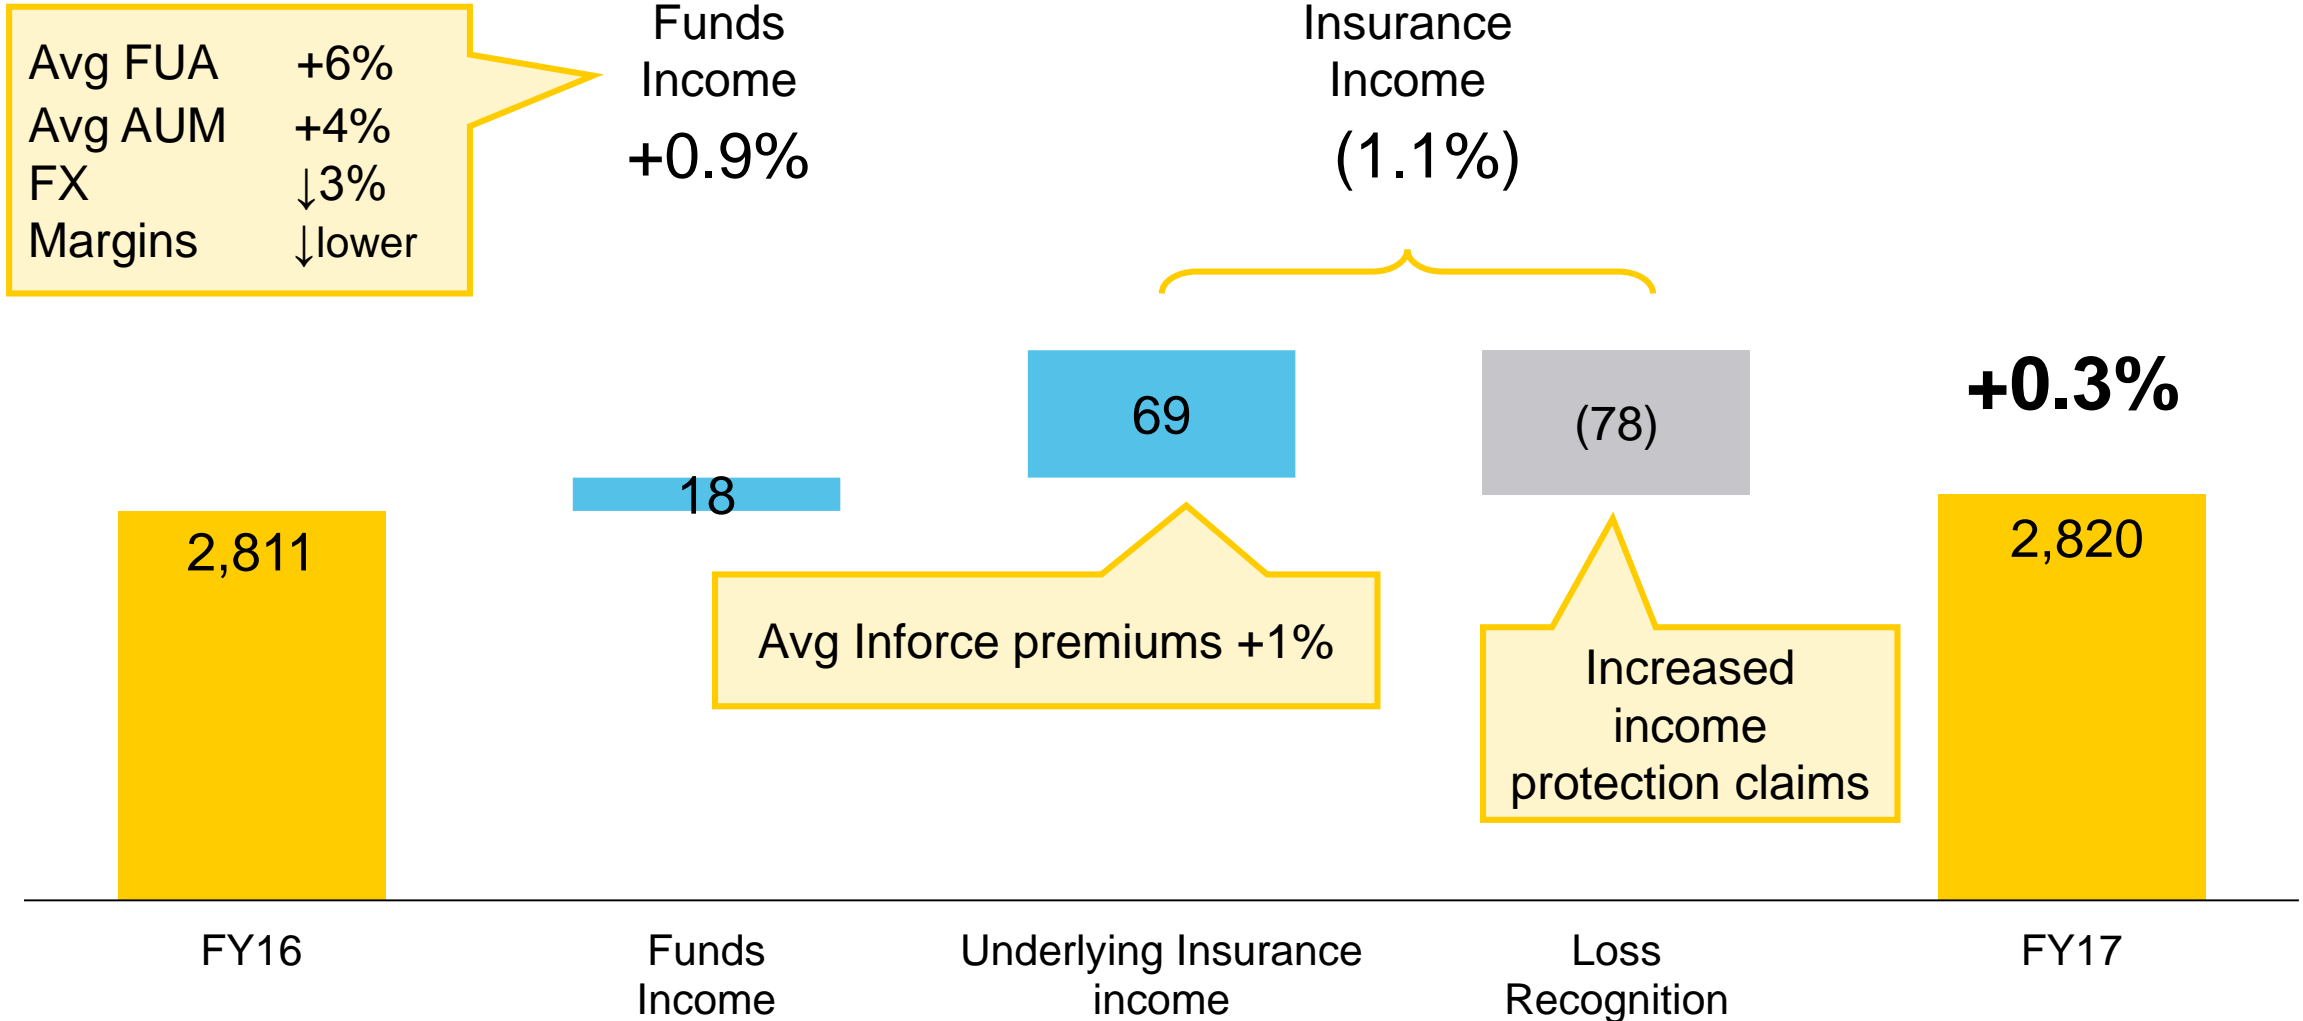 Avg FUA +6%
Avg AUM +4%
FX ↓3%
Margins ↓lower
Funds
Income
+0.9%
Insurance
Income
(1.1%)
2,811
18
69
(78)
+0.3%
2,820
Avg Inforce premiums +1%
Increased
income
protection claims
FY16
Funds
Income
Underlying Insurance
income
Loss
Recognition
FY17